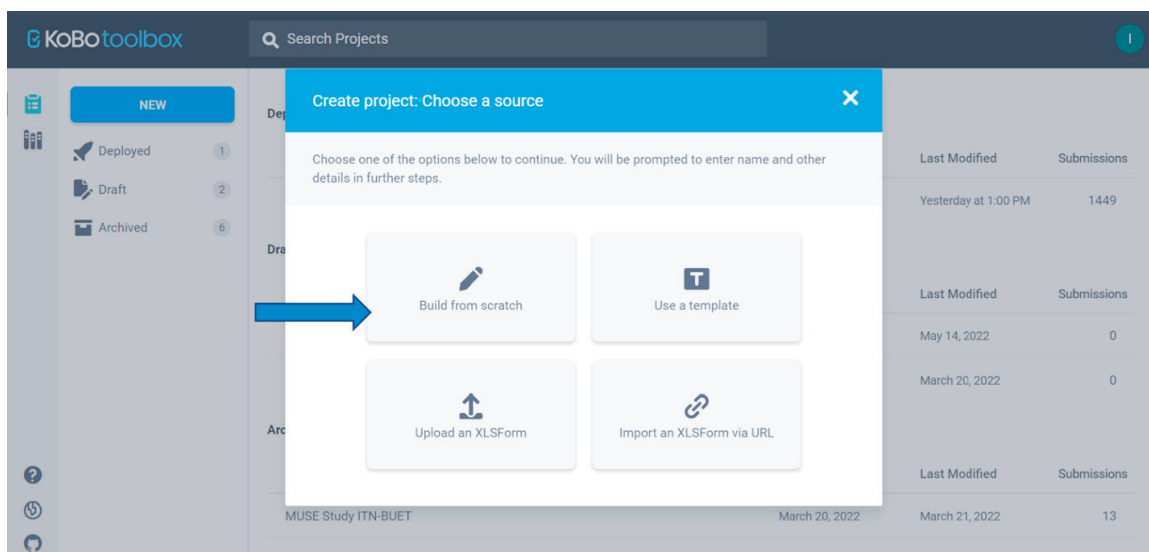 KoBotoolbox
Search Projects
I
NEW
Deployed 1
Draft 2
Archived 6
Create project: Choose a source
Choose one of the options below to continue. You will be prompted to enter name and other
details in further steps.
Build from scratch
T
Use a template
Upload an XLSForm
Import an XLSForm via URL
Dep
Last Modified Submissions
Yesterday at 1:00 PM 1449
Dra
Last Modified Submissions
May 14, 2022 0
March 20, 2022 0
Arc
Last Modified Submissions
MUSE Study ITN-BUET March 20, 2022 March 21, 2022 13